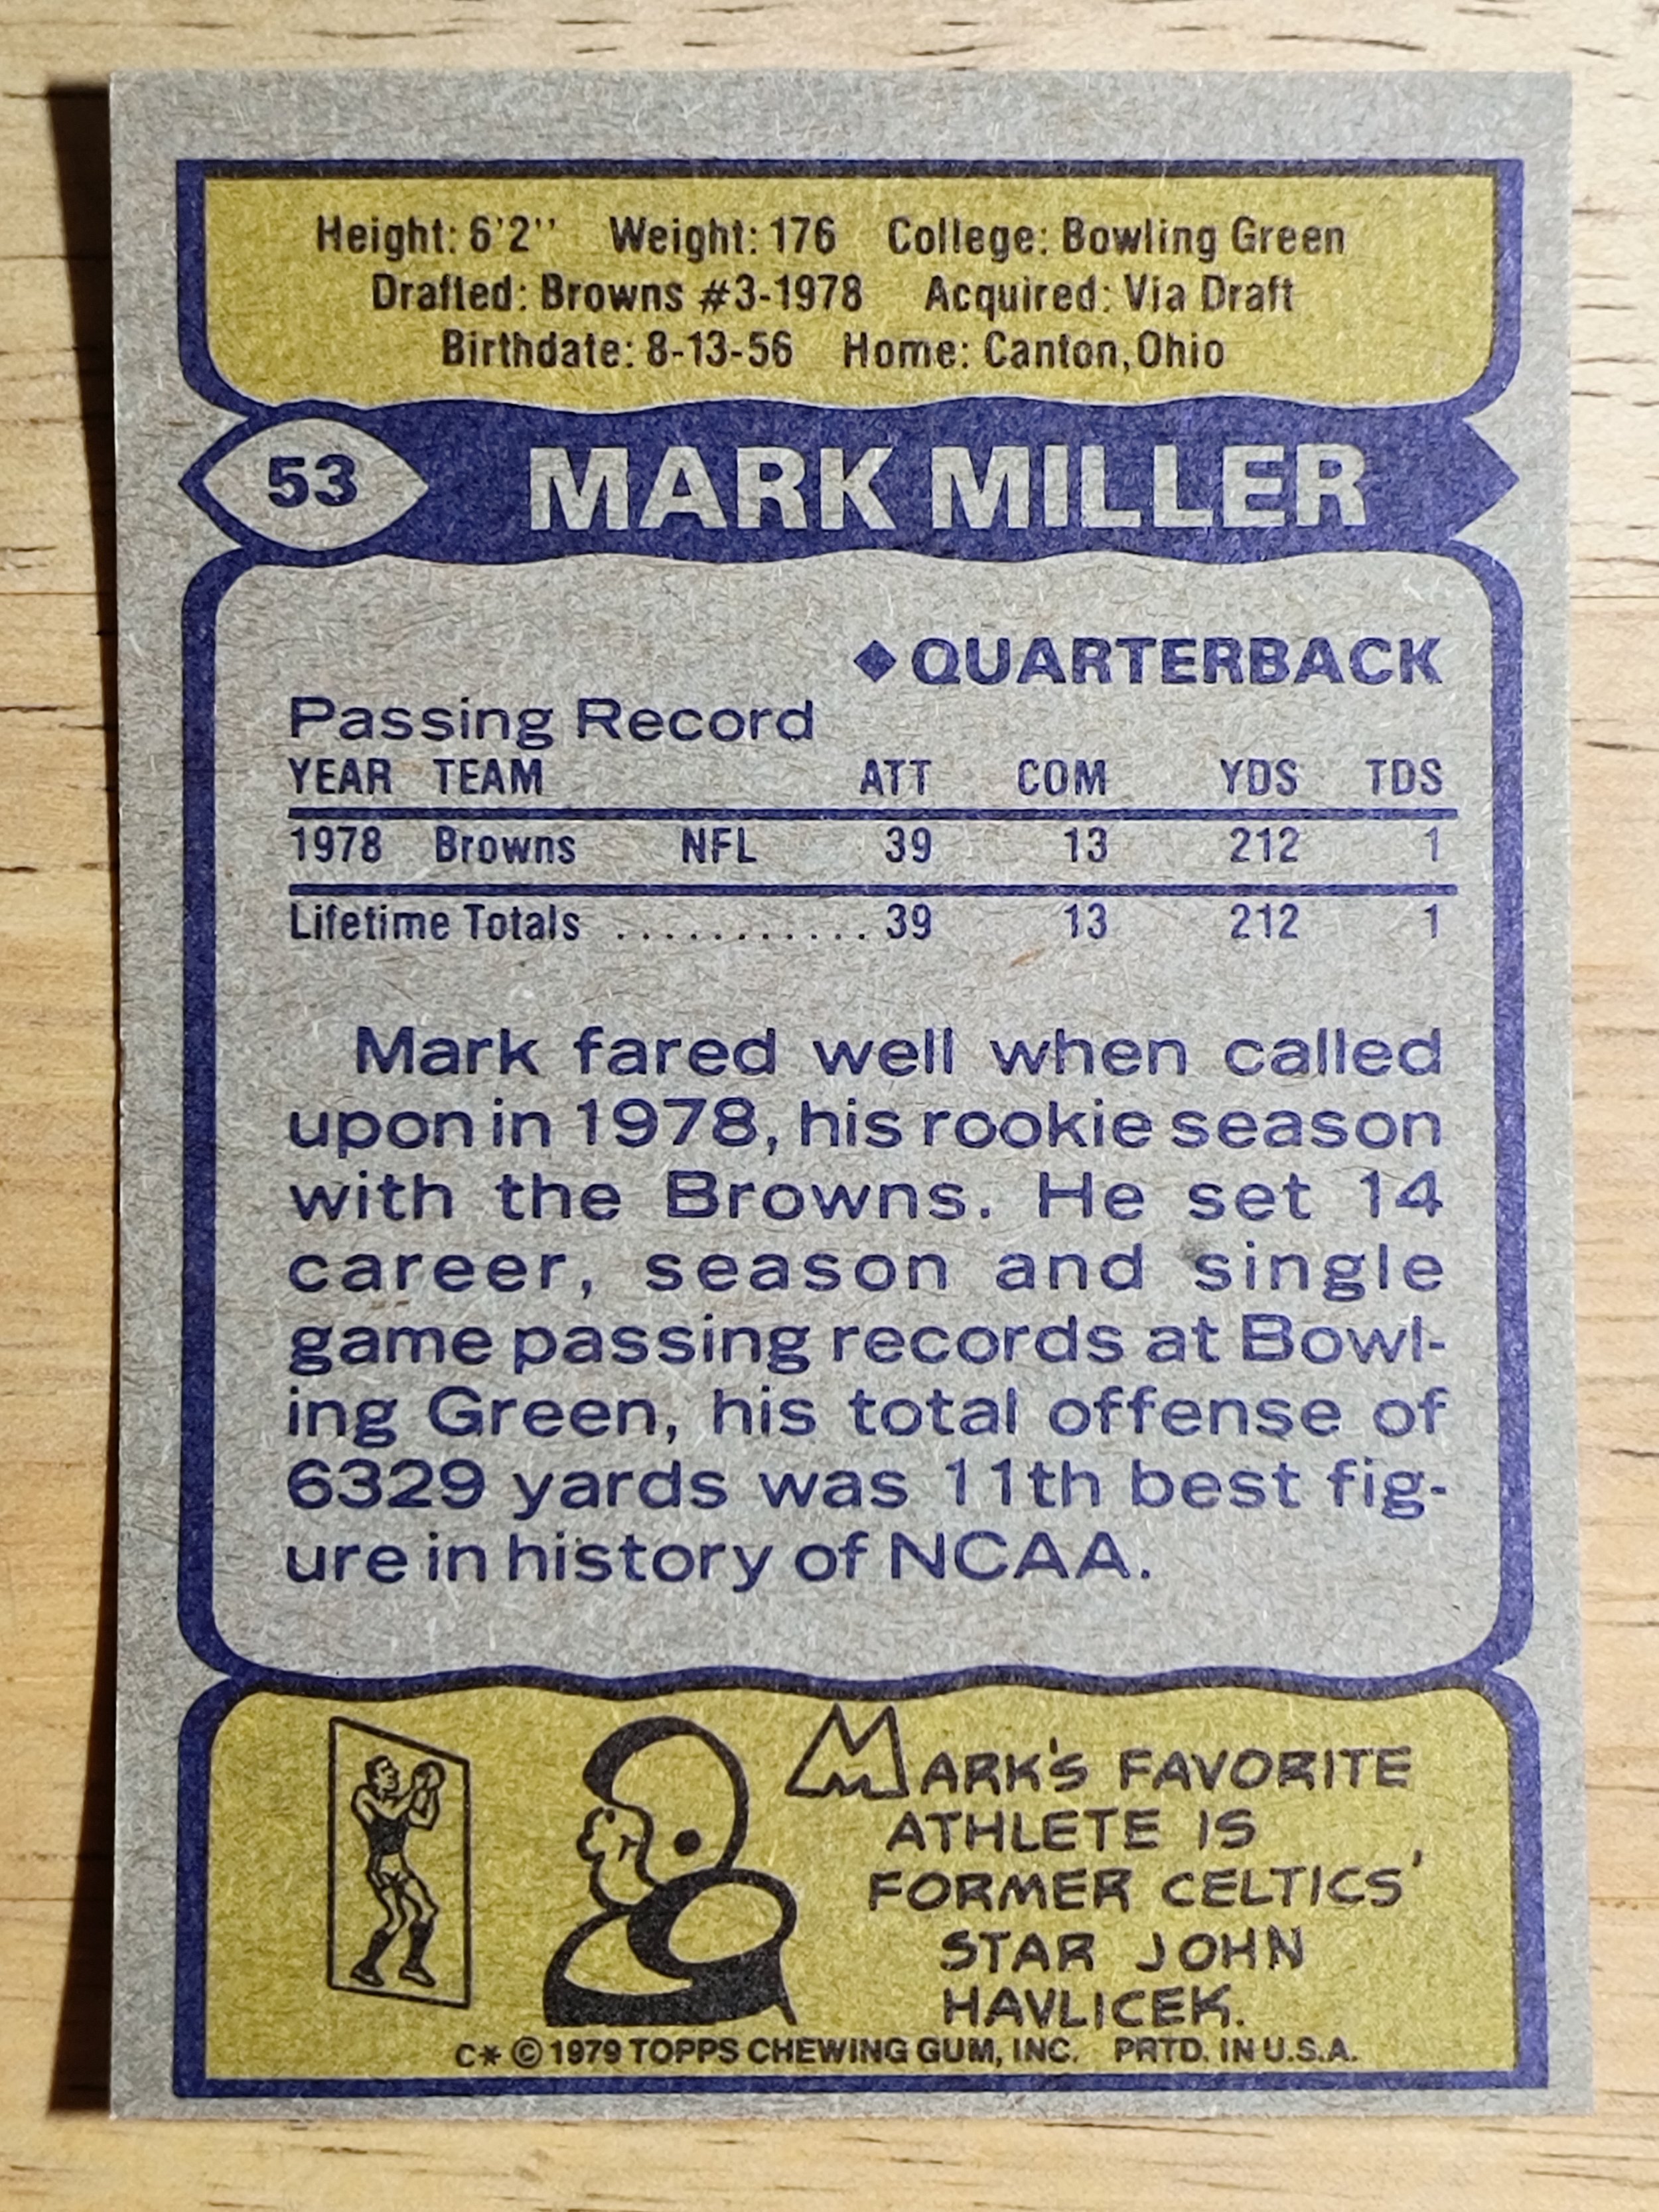 Height: 6'2'' Weight: 176 College: Bowling Green
Drafted: Browns #3-1978 Acquired: Via Draft
Birthdate: 8-13-56 Home: Canton, Ohio
53 MARK MILLER
◆QUARTERBACK
Passing Record
YEAR TEAM ATT COM YDS TDS
1978 Browns NFL 39 13 212 1
Lifetime Totals ............ 39 13 212 1
Mark fared well when called
upon in 1978, his rookie season
with the Browns. He set 14
career, season and single
game passing records at Bowl-
ing Green, his total offense of
6329 yards was 11th best fig-
ure in history of NCAA.
MARK'S FAVORITE
ATHLETE IS
FORMER CELTICS'
STAR JOHN
HAVLICEK.
C* © 1979 TOPPS CHEWING GUM, INC. PRTD. IN U.S.A.